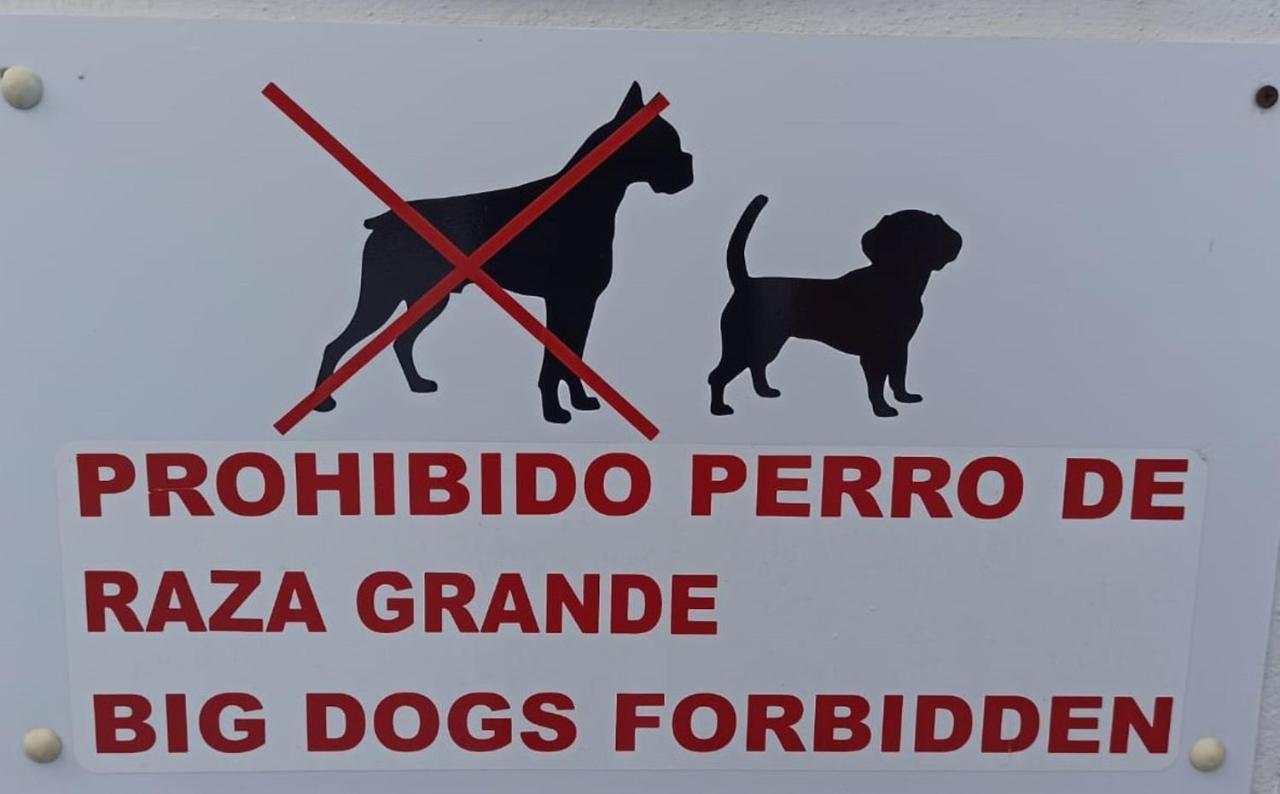 PROHIBIDO PERRO DE
RAZA GRANDE
BIG DOGS FORBIDDEN